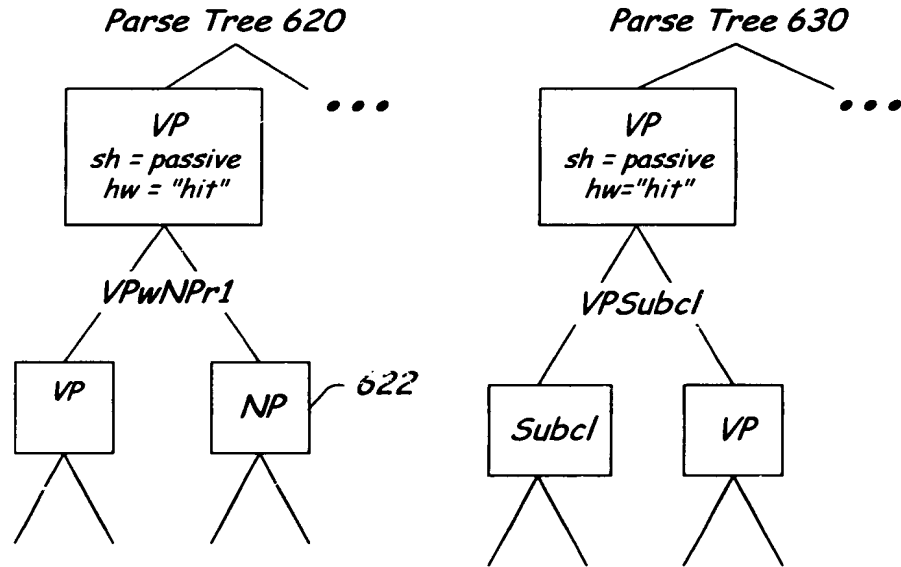 Parse Tree 620
VP
sh = passive
hw = "hit"
VPwNPr1
VP
NP
622
Parse Tree 630
VP
sh = passive
hw="hit"
VPSubcl
Subcl
VP